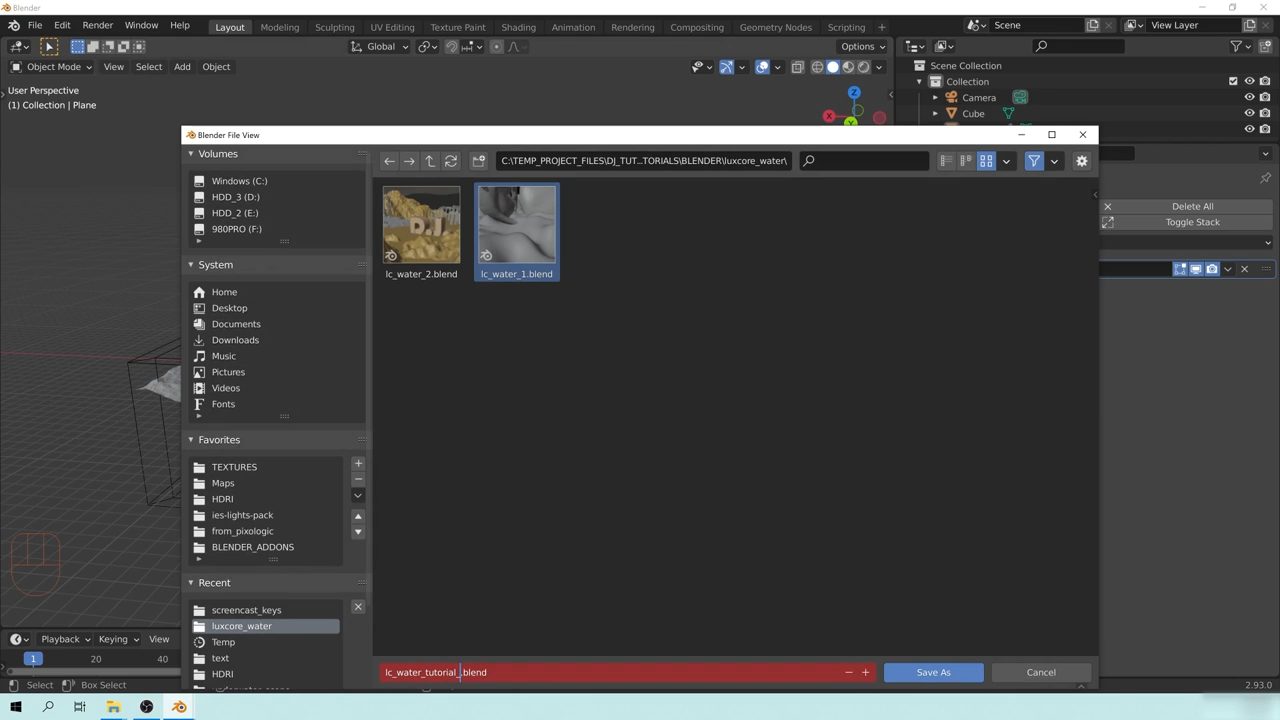 Blender
File Edit Render Window Help Layout Modeling Sculpting UV Editing Texture Paint Shading Animation Rendering Compositing Geometry Nodes Scripting Scene View Layer
Global Options
Object Mode View Select Add Object
User Perspective
(1) Collection | Plane
Z
X
Y
Scene Collection
Collection
Camera
Cube
Delete All
Toggle Stack
Blender File View
Volumes
Windows (C:)
HDD_3 (D:)
HDD_2 (E:)
980PRO (F:)
System
Home
Desktop
Documents
Downloads
Music
Pictures
Videos
Fonts
Favorites
TEXTURES
Maps
HDRI
ies-lights-pack
from_pixologic
BLENDER_ADDONS
Recent
screencast_keys
luxcore_water
Temp
text
HDRI
C:\TEMP_PROJECT_FILES\DJ_TUT...TORIALS\BLENDER\luxcore_water\
D.J.
lc_water_2.blend lc_water_1.blend
lc_water_tutorial_.blend
Save As Cancel
Playback Keying View
1 20 40
Select Box Select
2.93.0